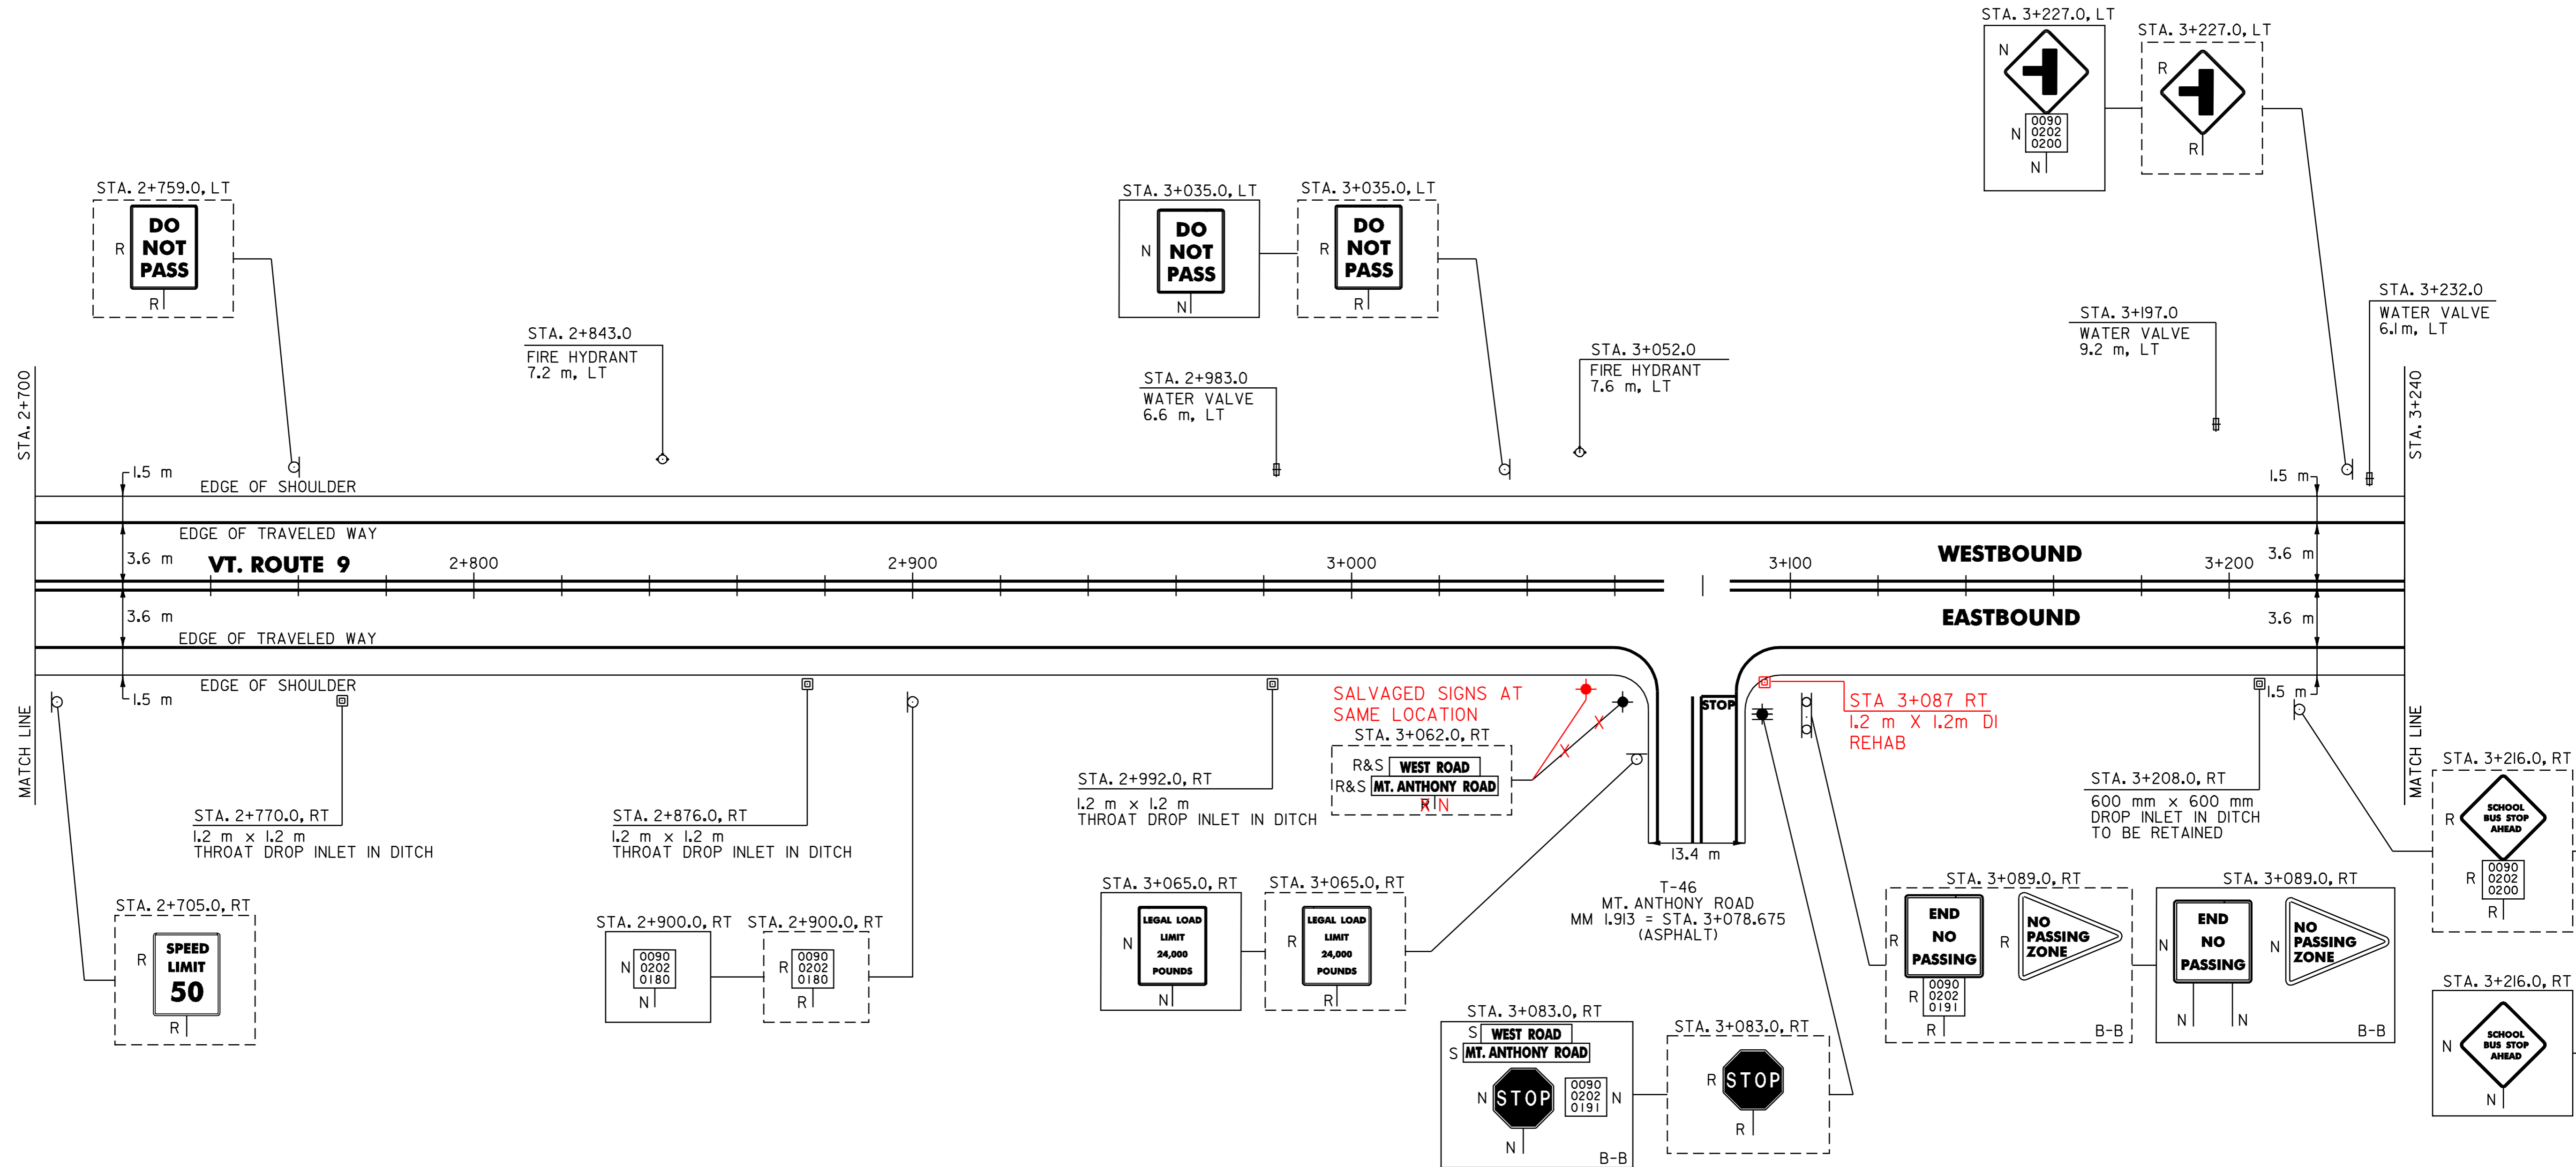 STA. 3+227.0, LT
N
N
0090
0202
0200
N
STA. 3+227.0, LT
R
R
STA. 2+759.0, LT
R
DO
NOT
PASS
R
STA. 3+035.0, LT
N
DO
NOT
PASS
N
STA. 3+035.0, LT
R
DO
NOT
PASS
R
STA. 2+843.0
FIRE HYDRANT
7.2 m, LT
STA. 2+983.0
WATER VALVE
6.6 m, LT
STA. 3+052.0
FIRE HYDRANT
7.6 m, LT
STA. 3+197.0
WATER VALVE
9.2 m, LT
STA. 3+232.0
WATER VALVE
6.1m, LT
STA. 2+700
MATCH LINE
STA. 3+240
MATCH LINE
1.5 m
EDGE OF SHOULDER
1.5 m
EDGE OF TRAVELED WAY
3.6 m
VT. ROUTE 9
2+800
2+900
3+000
3+100
WESTBOUND
3+200
3.6 m
3.6 m
EASTBOUND
3.6 m
EDGE OF TRAVELED WAY
EDGE OF SHOULDER
1.5 m
1.5 m
STOP
SALVAGED SIGNS AT
SAME LOCATION
STA. 3+062.0, RT
R&S WEST ROAD
R&S MT. ANTHONY ROAD
R N
STA 3+087 RT
1.2 m X 1.2m DI
REHAB
STA. 2+770.0, RT
1.2 m x 1.2 m
THROAT DROP INLET IN DITCH
STA. 2+876.0, RT
1.2 m x 1.2 m
THROAT DROP INLET IN DITCH
STA. 2+992.0, RT
1.2 m x 1.2 m
THROAT DROP INLET IN DITCH
STA. 3+208.0, RT
600 mm x 600 mm
DROP INLET IN DITCH
TO BE RETAINED
13.4 m
T-46
MT. ANTHONY ROAD
MM 1.913 = STA. 3+078.675
(ASPHALT)
STA. 2+705.0, RT
R
SPEED
LIMIT
50
R
STA. 2+900.0, RT
N
0090
0202
0180
N
STA. 2+900.0, RT
R
0090
0202
0180
R
STA. 3+065.0, RT
N
LEGAL LOAD
LIMIT
24,000
POUNDS
N
STA. 3+065.0, RT
R
LEGAL LOAD
LIMIT
24,000
POUNDS
R
STA. 3+083.0, RT
S WEST ROAD
S MT. ANTHONY ROAD
N STOP
0090
0202
0191
N
N
B-B
STA. 3+083.0, RT
R STOP
R
STA. 3+089.0, RT
R
END
NO
PASSING
R
0090
0202
0191
R
R
NO
PASSING
ZONE
B-B
STA. 3+089.0, RT
N
END
NO
PASSING
N
N
N
NO
PASSING
ZONE
B-B
STA. 3+216.0, RT
R
SCHOOL
BUS STOP
AHEAD
R
0090
0202
0200
R
STA. 3+216.0, RT
N
SCHOOL
BUS STOP
AHEAD
N